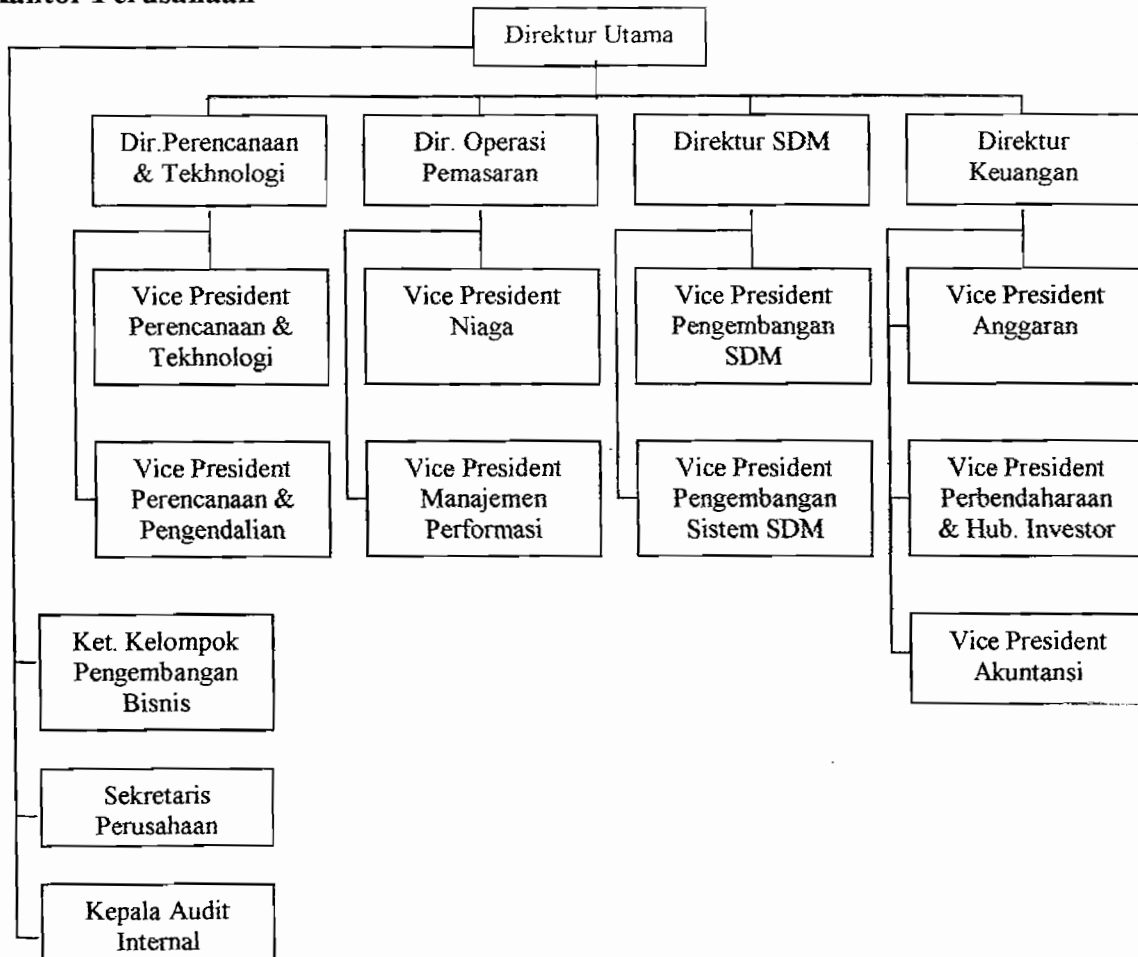 Kantor Perusahaan
Direktur Utama
Dir.Perencanaan
& Tekhnologi
Dir. Operasi
Pemasaran
Direktur SDM
Direktur
Keuangan
Vice President
Perencanaan &
Tekhnologi
Vice President
Niaga
Vice President
Pengembangan
SDM
Vice President
Anggaran
Vice President
Perencanaan &
Pengendalian
Vice President
Manajemen
Performasi
Vice President
Pengembangan
Sistem SDM
Vice President
Perbendaharaan
& Hub. Investor
Ket. Kelompok
Pengembangan
Bisnis
Vice President
Akuntansi
Sekretaris
Perusahaan
Kepala Audit
Internal